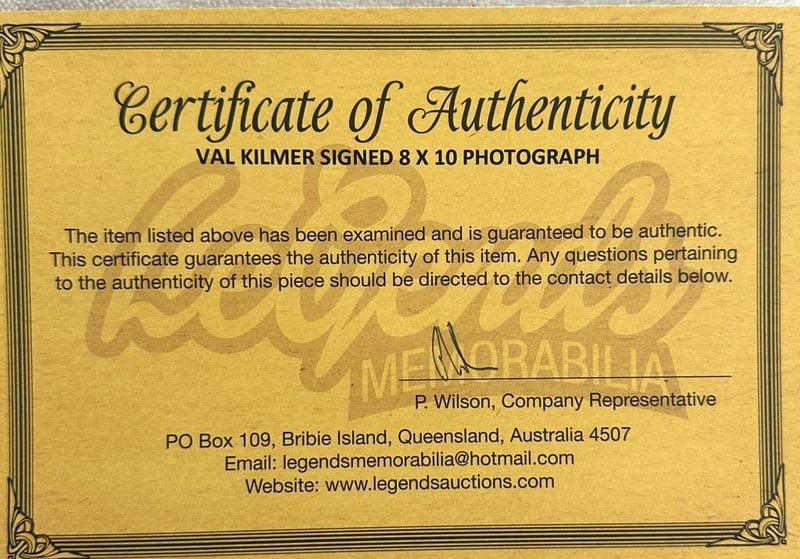 Certificate of Authenticity
VAL KILMER SIGNED 8 X 10 PHOTOGRAPH
Legends
The item listed above has been examined and is guaranteed to be authentic.
This certificate guarantees the authenticity of this item. Any questions pertaining
to the authenticity of this piece should be directed to the contact details below.
MEMORABILIA
P. Wilson, Company Representative
PO Box 109, Bribie Island, Queensland, Australia 4507
Email: legendsmemorabilia@hotmail.com
Website: www.legendsauctions.com